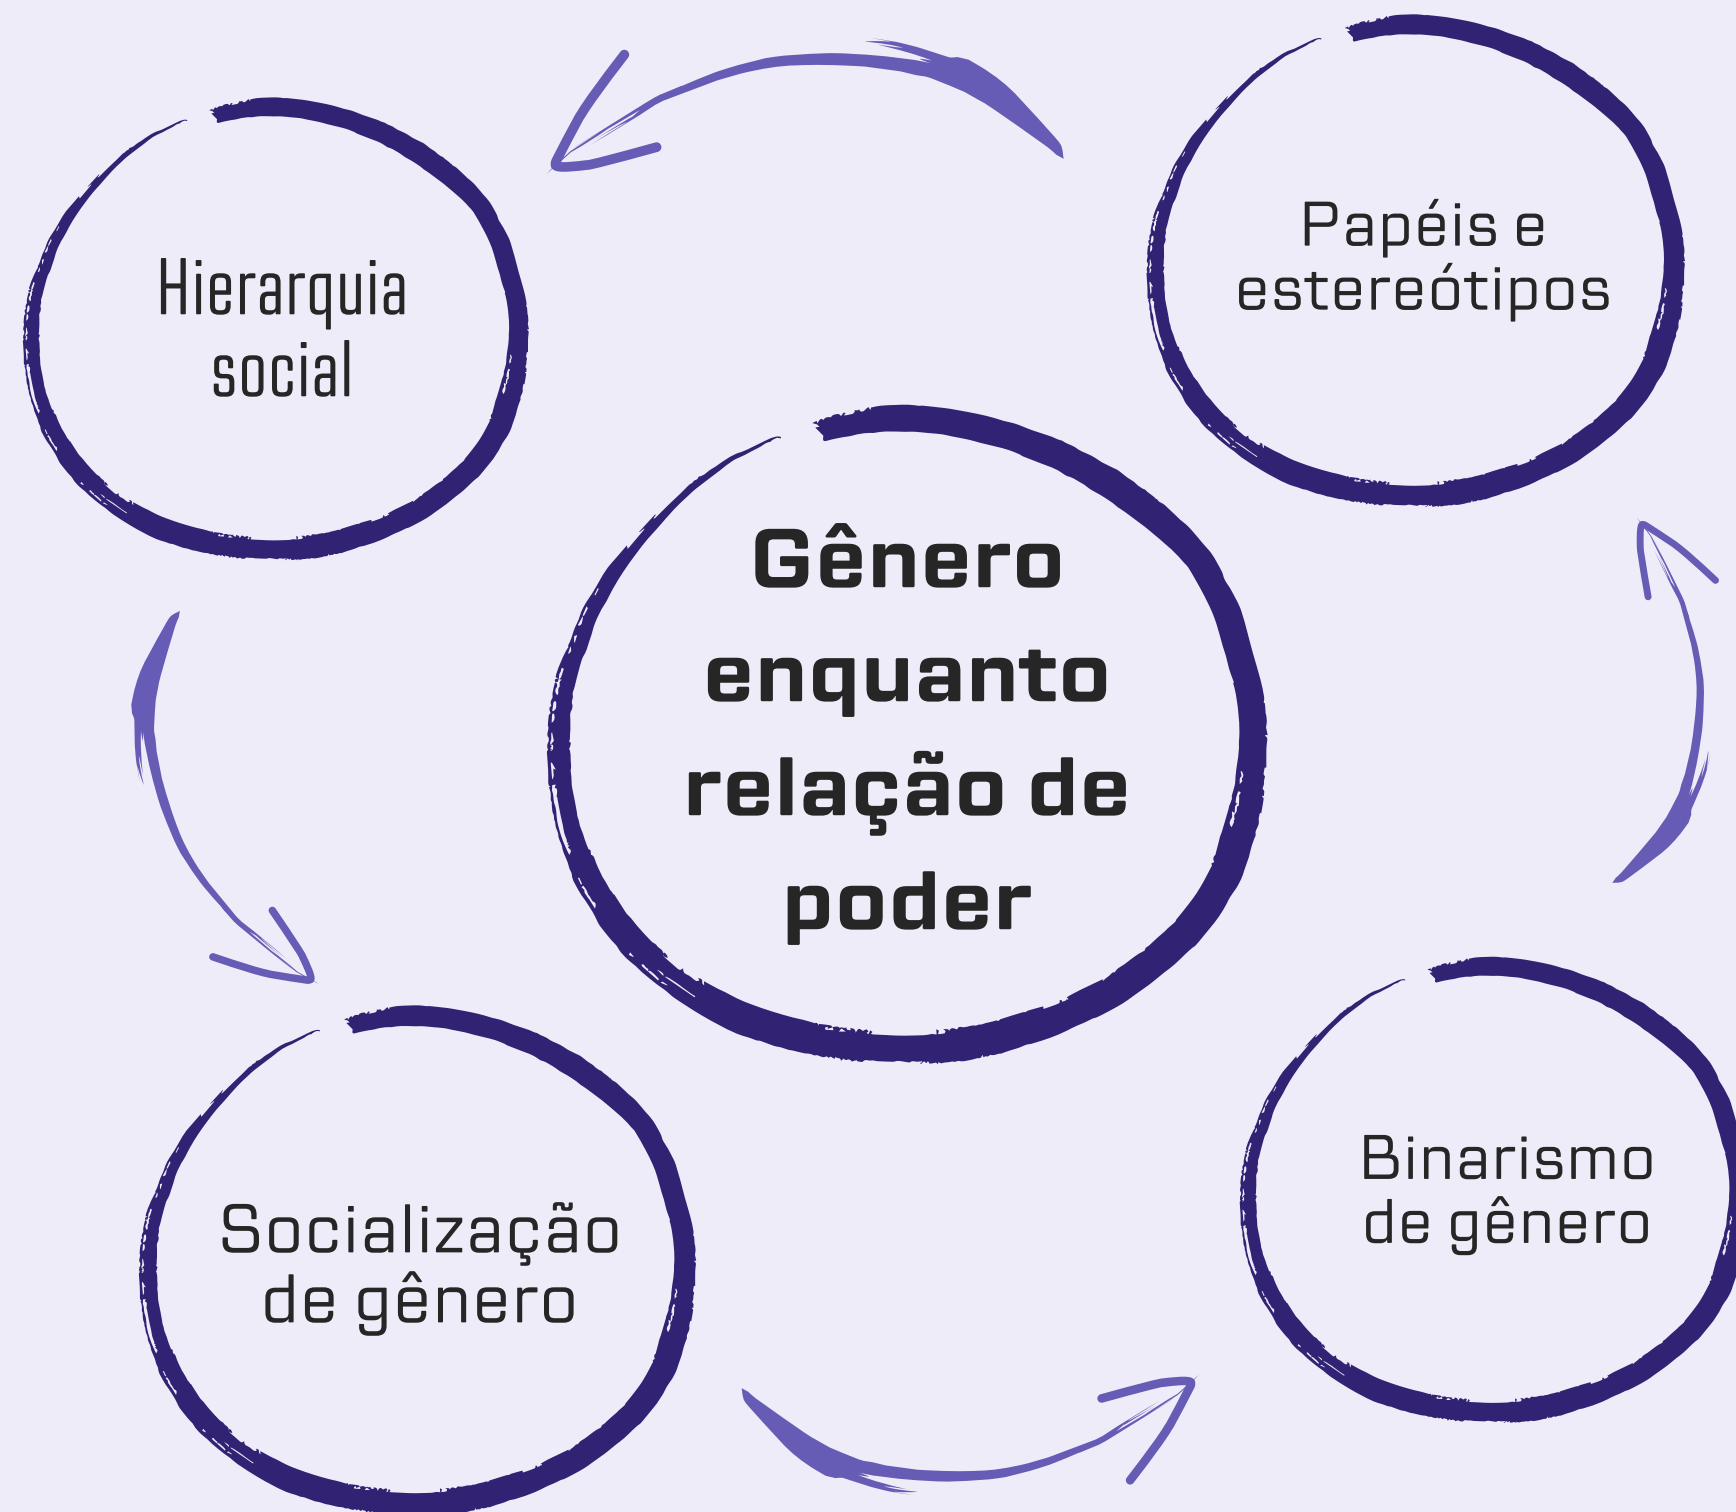 Hierarquia
social
Papéis e
estereótipos
Gênero
enquanto
relação de
poder
Socialização
de gênero
Binarismo
de gênero